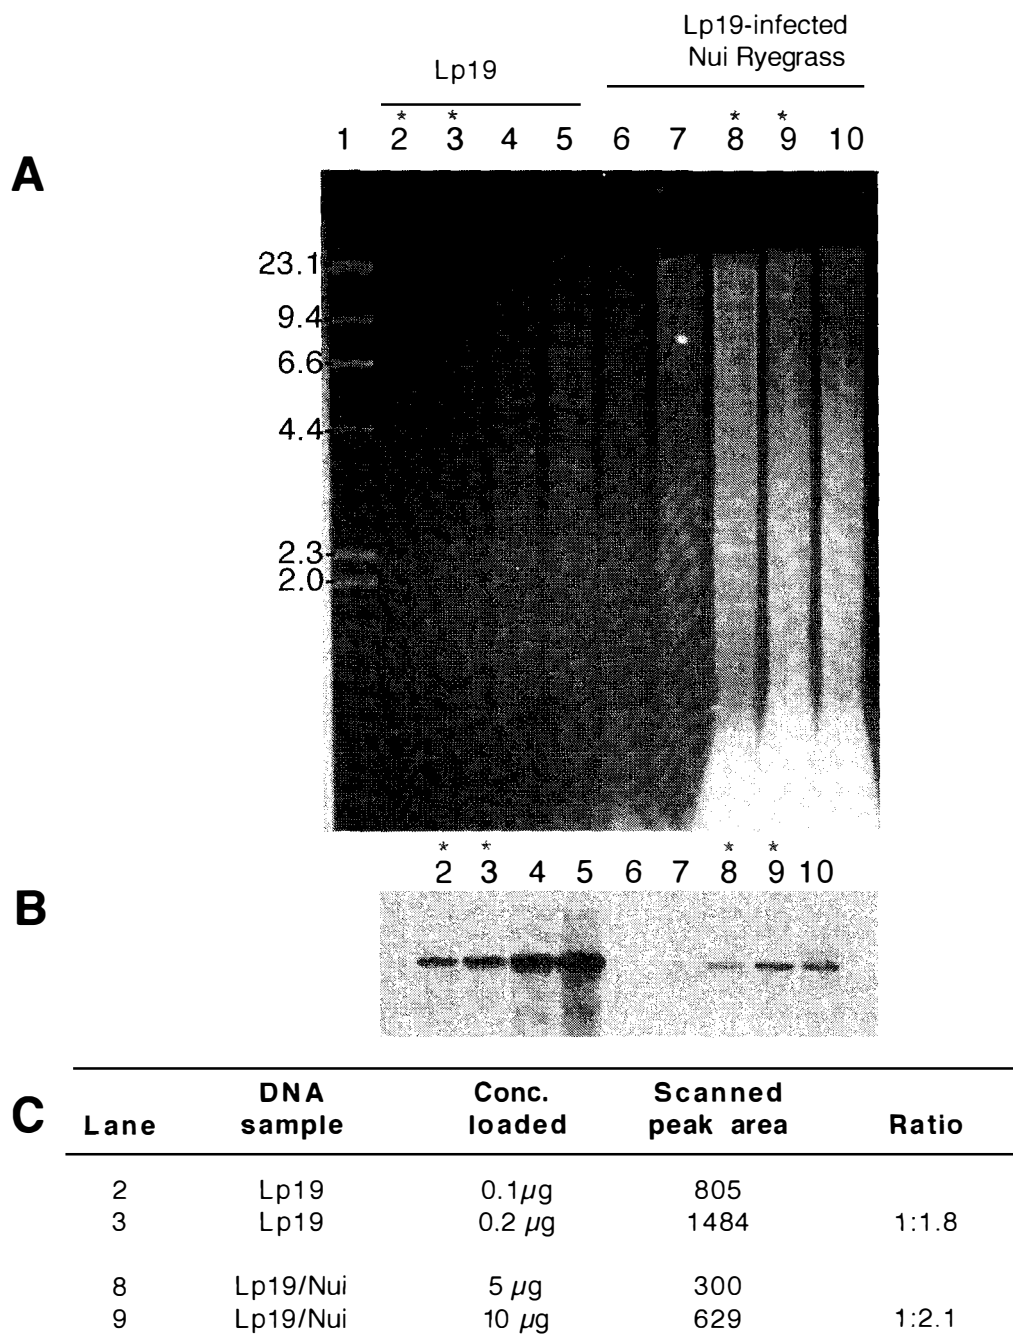 Lp19-infected
Nui Ryegrass
Lp19
* * * *
1 2 3 4 5 6 7 8 9 10
A
23.1
9.4
6.6
4.4
2.3
2.0
* * * *
2 3 4 5 6 7 8 9 10
B
C
Lane DNA sample Conc. loaded Scanned peak area Ratio
2 Lp19 0.1µg 805
3 Lp19 0.2 µg 1484 1:1.8
8 Lp19/Nui 5 µg 300
9 Lp19/Nui 10 µg 629 1:2.1